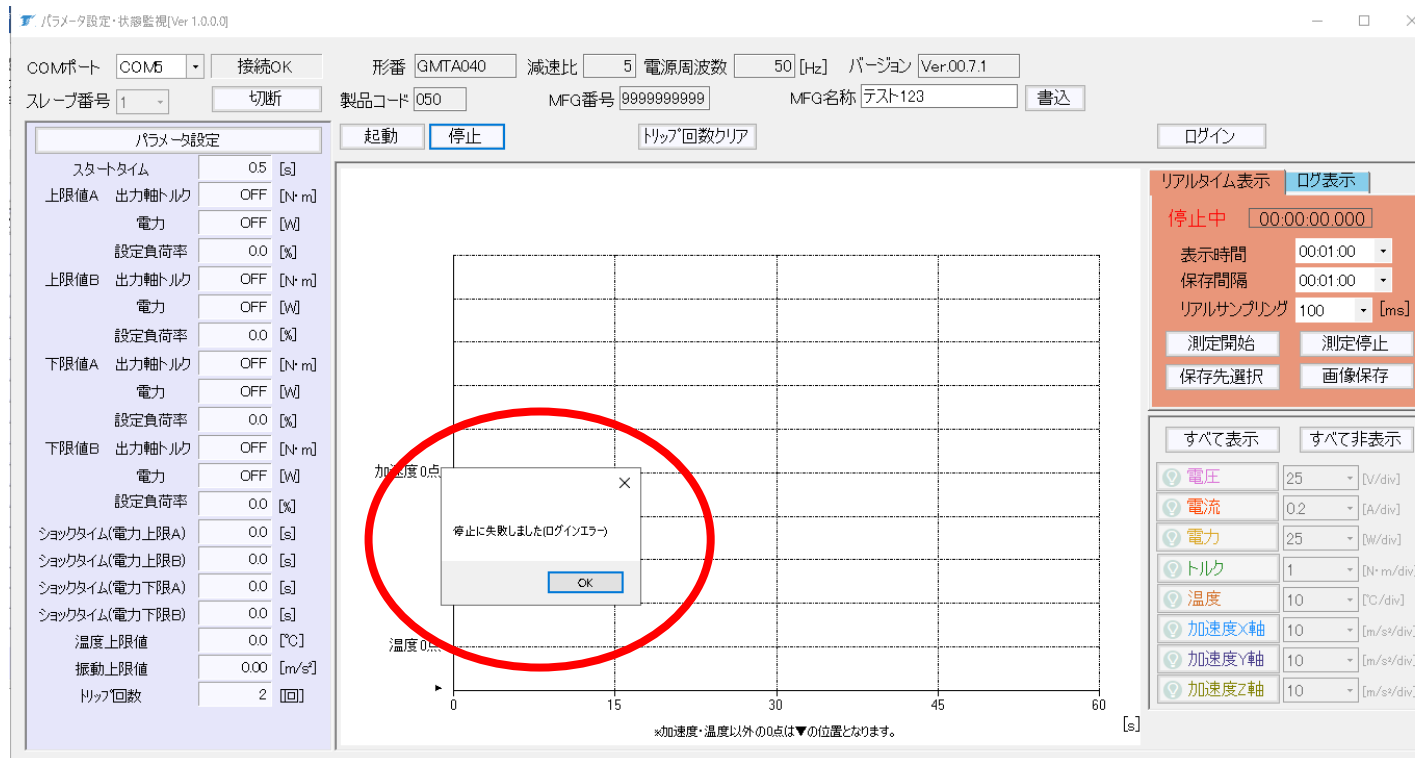 パラメータ設定・状態監視[Ver 1.0.0.0]
COMポート COM5 接続OK 形番 GMTA040 減速比 5 電源周波数 50 [Hz] バージョン Ver.00.7.1
スレーブ番号 1 切断 製品コード 050 MFG番号 9999999999 MFG名称 テスト123 書込
パラメータ設定 起動 停止 トリップ回数クリア ログイン
スタートタイム 0.5 [s]
上限値A 出力軸トルク OFF [N・m]
電力 OFF [W]
設定負荷率 0.0 [%]
上限値B 出力軸トルク OFF [N・m]
電力 OFF [W]
設定負荷率 0.0 [%]
下限値A 出力軸トルク OFF [N・m]
電力 OFF [W]
設定負荷率 0.0 [%]
下限値B 出力軸トルク OFF [N・m]
電力 OFF [W]
設定負荷率 0.0 [%]
ショックタイム(電力上限A) 0.0 [s]
ショックタイム(電力上限B) 0.0 [s]
ショックタイム(電力下限A) 0.0 [s]
ショックタイム(電力下限B) 0.0 [s]
温度上限値 0.0 [℃]
振動上限値 0.00 [m/s²]
トリップ回数 2 [回]
加速度0点
停止に失敗しました(ログインエラー)
OK
温度0点
0 15 30 45 60
[s]
※加速度・温度以外の0点は▼の位置となります。
リアルタイム表示 ログ表示
停止中 00:00:00.000
表示時間 00:01:00
保存間隔 00:01:00
リアルサンプリング 100 [ms]
測定開始 測定停止
保存先選択 画像保存
すべて表示 すべて非表示
電圧 25 [V/div]
電流 0.2 [A/div]
電力 25 [W/div]
トルク 1 [N・m/div]
温度 10 [℃/div]
加速度X軸 10 [m/s²/div]
加速度Y軸 10 [m/s²/div]
加速度Z軸 10 [m/s²/div]